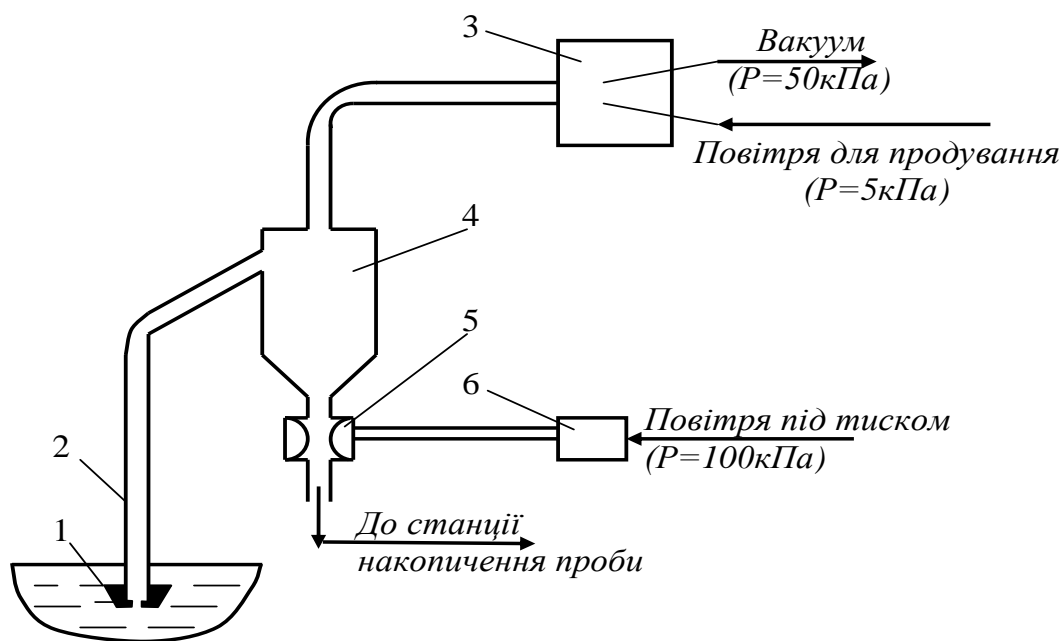 3
Вакуум
(Р=50кПа)
Повітря для продування
(Р=5кПа)
4
5
6
Повітря під тиском
(Р=100кПа)
2
1
До станції
накопичення проби